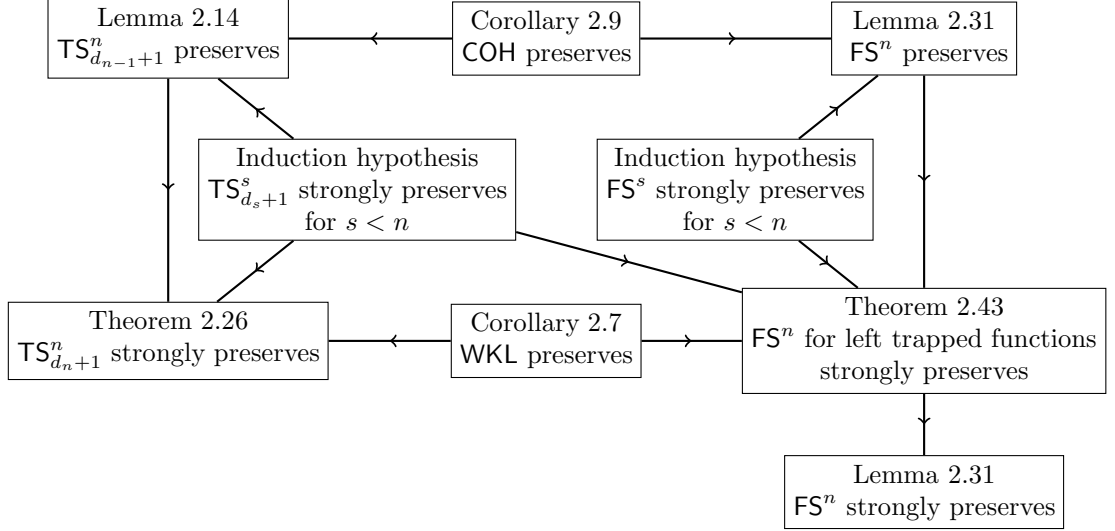 Lemma 2.14
TS^n_{d_{n−1}+1} preserves
Corollary 2.9
COH preserves
Lemma 2.31
FS^n preserves
Induction hypothesis
TS^s_{d_s+1} strongly preserves
for s < n
Induction hypothesis
FS^s strongly preserves
for s < n
Theorem 2.26
TS^n_{d_n+1} strongly preserves
Corollary 2.7
WKL preserves
Theorem 2.43
FS^n for left trapped functions
strongly preserves
Lemma 2.31
FS^n strongly preserves